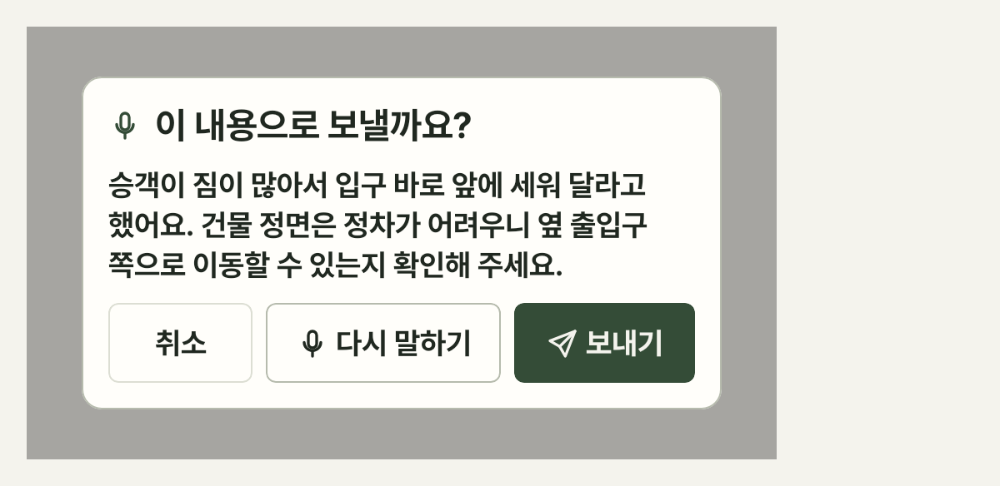 이 내용으로 보낼까요?
승객이 짐이 많아서 입구 바로 앞에 세워 달라고
했어요. 건물 정면은 정차가 어려우니 옆 출입구
쪽으로 이동할 수 있는지 확인해 주세요.
취소
다시 말하기
보내기